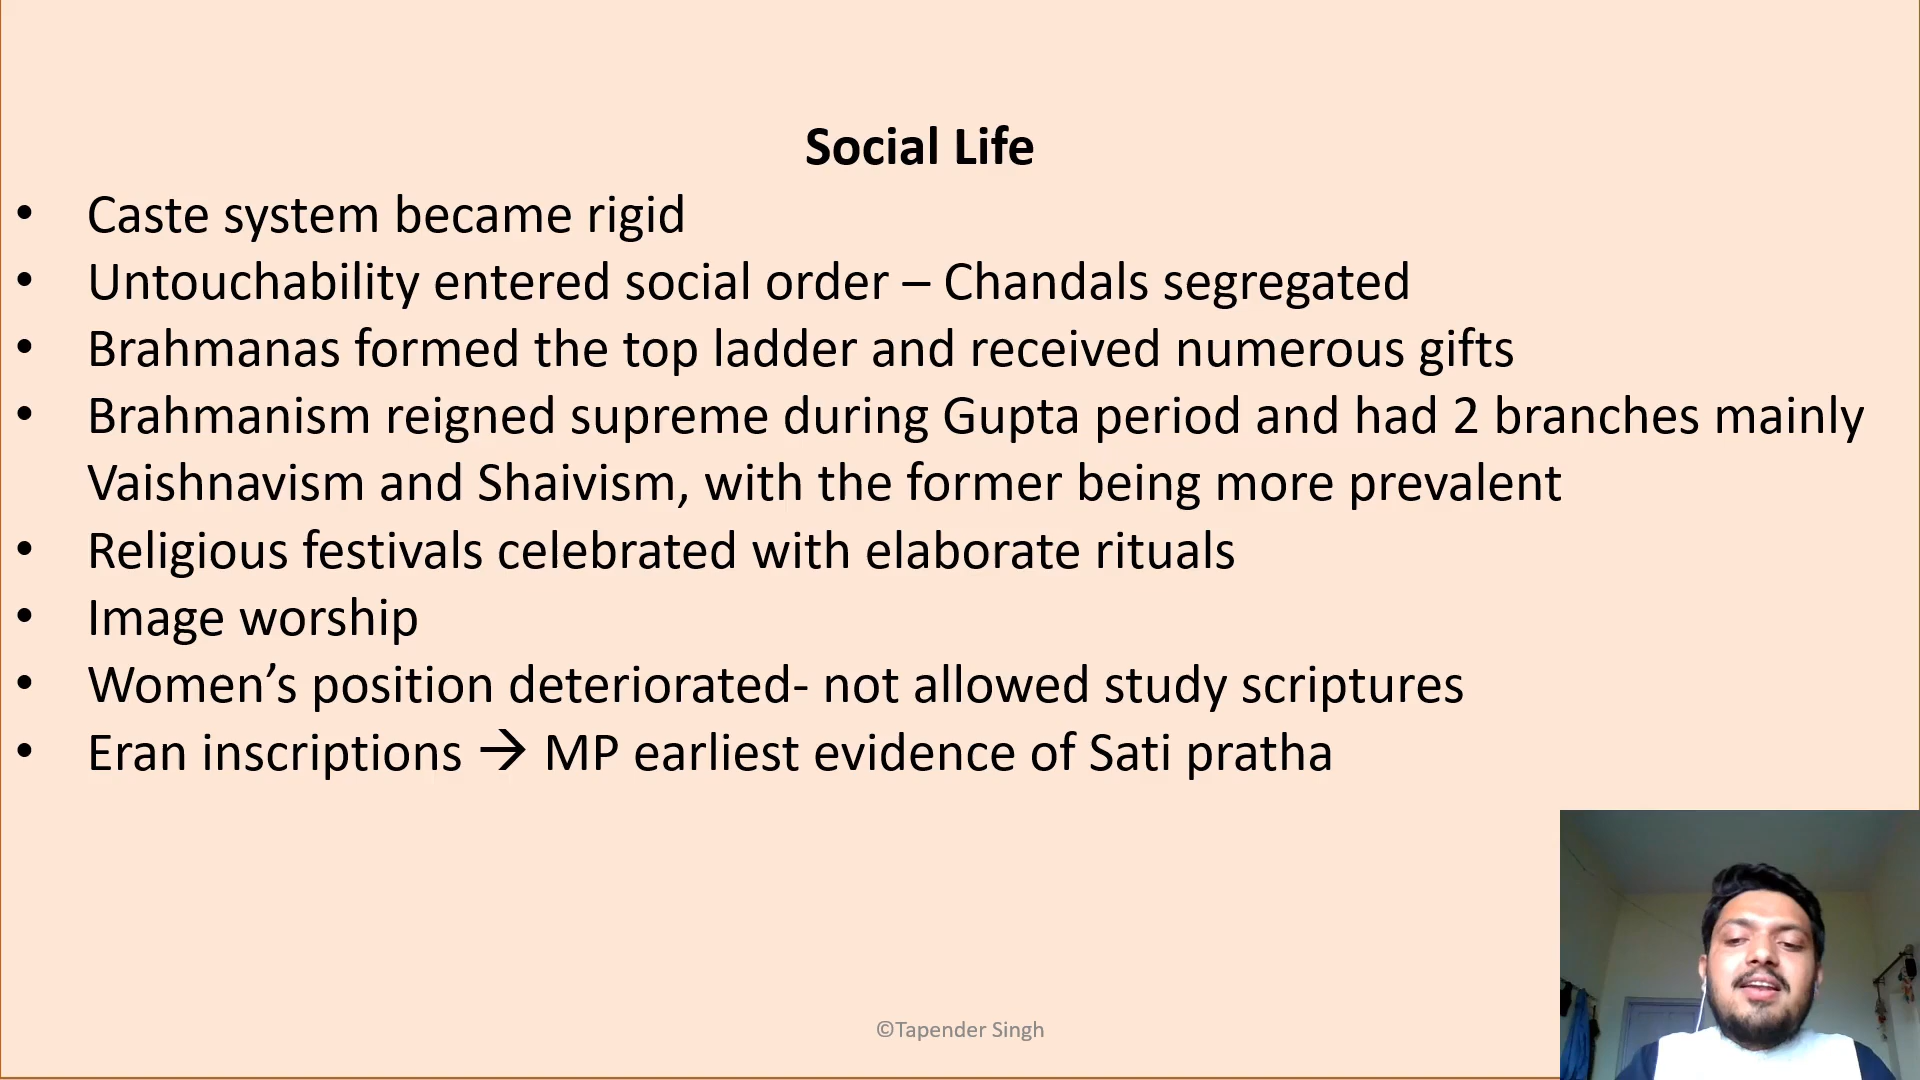 Social Life
• Caste system became rigid
• Untouchability entered social order – Chandals segregated
• Brahmanas formed the top ladder and received numerous gifts
• Brahmanism reigned supreme during Gupta period and had 2 branches mainly
Vaishnavism and Shaivism, with the former being more prevalent
• Religious festivals celebrated with elaborate rituals
• Image worship
• Women’s position deteriorated- not allowed study scriptures
• Eran inscriptions → MP earliest evidence of Sati pratha
©Tapender Singh